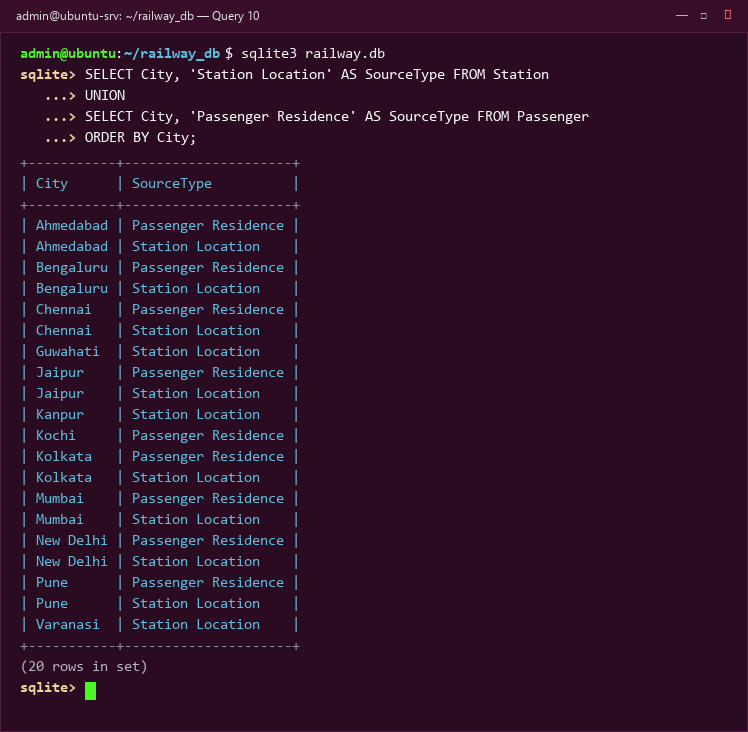 admin@ubuntu-srv: ~/railway_db — Query 10
admin@ubuntu:~/railway_db $ sqlite3 railway.db
sqlite> SELECT City, 'Station Location' AS SourceType FROM Station
   ...> UNION
   ...> SELECT City, 'Passenger Residence' AS SourceType FROM Passenger
   ...> ORDER BY City;
+-----------+---------------------+
| City      | SourceType          |
+-----------+---------------------+
| Ahmedabad | Passenger Residence |
| Ahmedabad | Station Location    |
| Bengaluru | Passenger Residence |
| Bengaluru | Station Location    |
| Chennai   | Passenger Residence |
| Chennai   | Station Location    |
| Guwahati  | Station Location    |
| Jaipur    | Passenger Residence |
| Jaipur    | Station Location    |
| Kanpur    | Station Location    |
| Kochi     | Passenger Residence |
| Kolkata   | Passenger Residence |
| Kolkata   | Station Location    |
| Mumbai    | Passenger Residence |
| Mumbai    | Station Location    |
| New Delhi | Passenger Residence |
| New Delhi | Station Location    |
| Pune      | Passenger Residence |
| Pune      | Station Location    |
| Varanasi  | Station Location    |
+-----------+---------------------+
(20 rows in set)
sqlite>